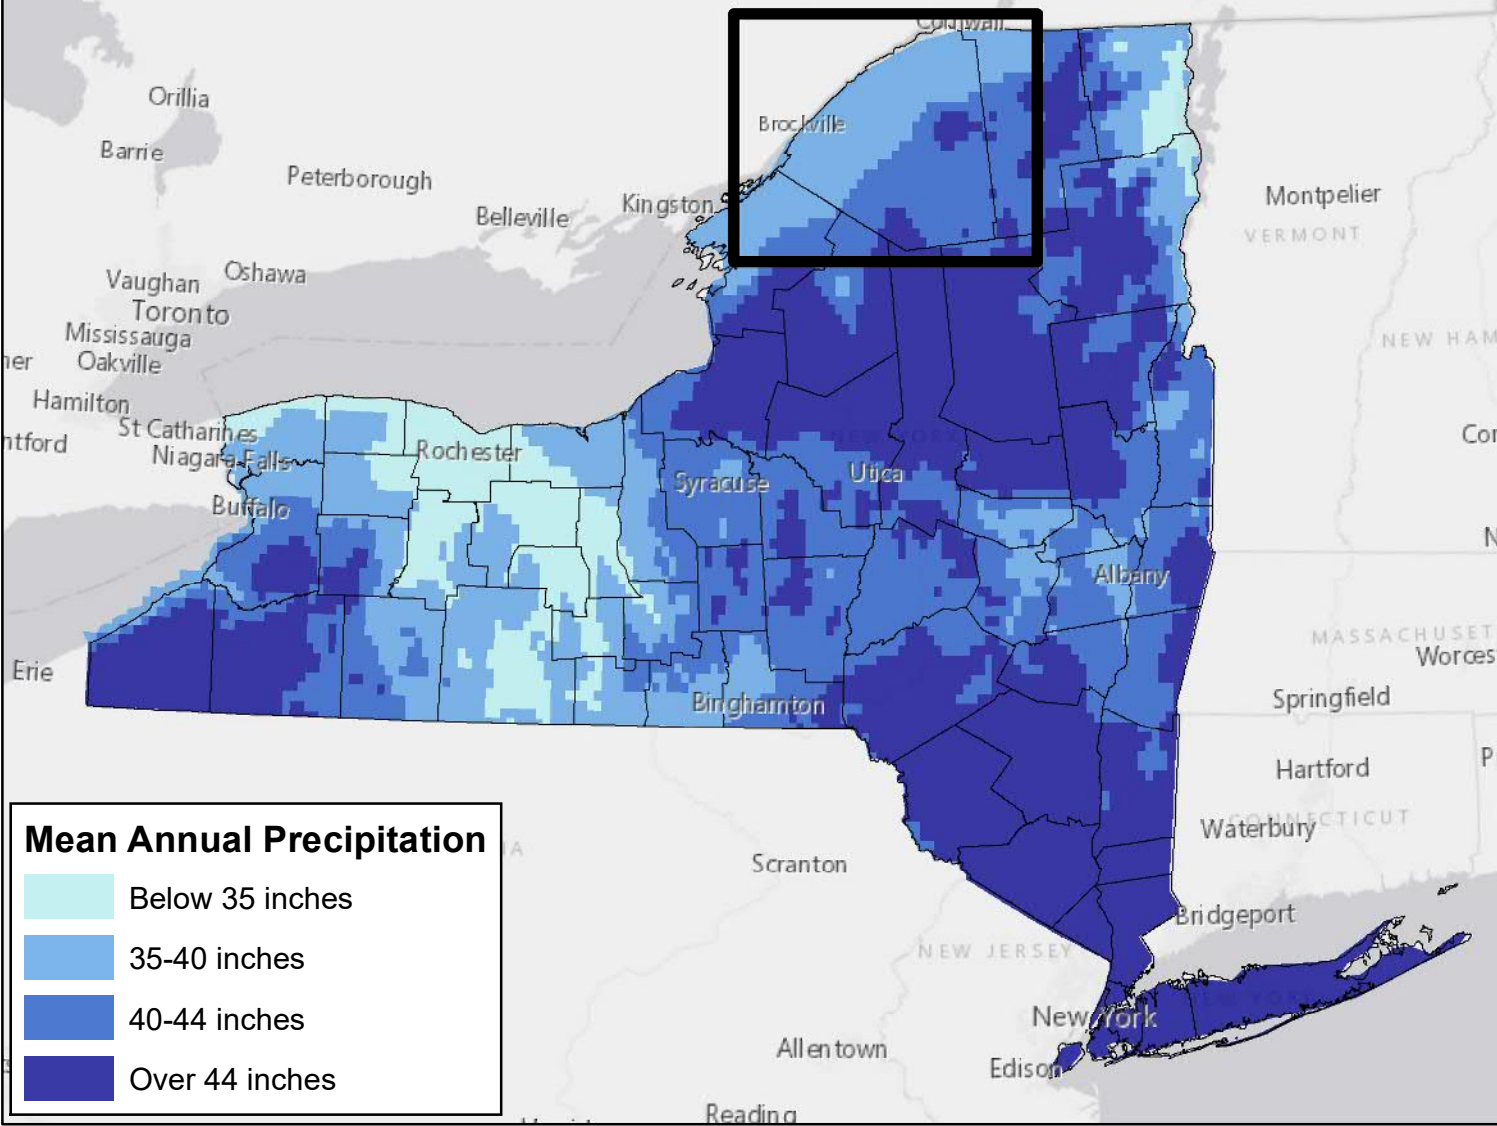 Cornwall
Orillia
Brockville
Barrie
Peterborough
Montpelier
Kingston
Belleville
VERMONT
Oshawa
Vaughan
Toronto
Mississauga
NEW HAM
Oakville
Hamilton
St Catharines
Niagara Falls
Rochester
NEW YORK
Syracuse
Utica
Buffalo
Albany
MASSACHUSET
Worces
Erie
Springfield
Binghamton
Hartford
P
Mean Annual Precipitation
Below 35 inches
35-40 inches
40-44 inches
Over 44 inches
CONNECTICUT
Waterbury
Scranton
Bridgeport
NEW JERSEY
New York
Allentown
Edison
Reading